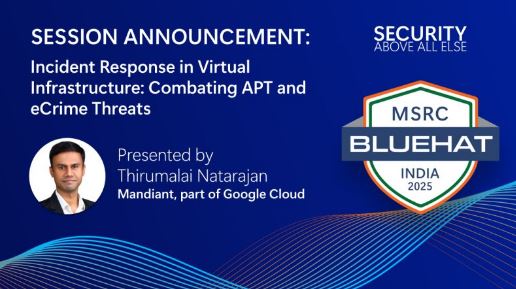 SESSION ANNOUNCEMENT:
Incident Response in Virtual
Infrastructure: Combating APT and
eCrime Threats
Presented by
Thirumalai Natarajan
Mandiant, part of Google Cloud
SECURITY
ABOVE ALL ELSE
MSRC
BLUEHAT
INDIA
2025